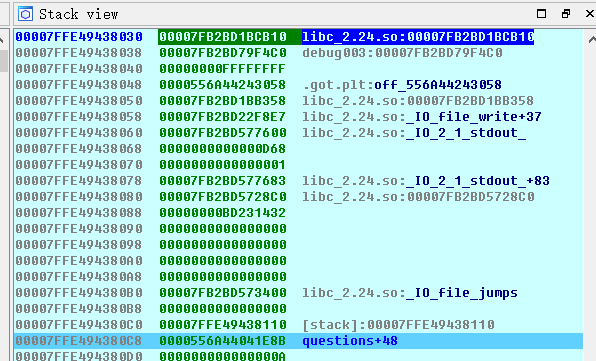 Stack view
00007FFE49438030 00007FB2BD1BCB10 libc_2.24.so:00007FB2BD1BCB10
00007FFE49438038 00007FB2BD79F4C0 debug003:00007FB2BD79F4C0
00007FFE49438040 00000000FFFFFFFF
00007FFE49438048 0000556A44243058 .got.plt:off_556A44243058
00007FFE49438050 00007FB2BD1BB358 libc_2.24.so:00007FB2BD1BB358
00007FFE49438058 00007FB2BD22F8E7 libc_2.24.so:_IO_file_write+37
00007FFE49438060 00007FB2BD577600 libc_2.24.so:_IO_2_1_stdout_
00007FFE49438068 0000000000000D68
00007FFE49438070 0000000000000001
00007FFE49438078 00007FB2BD577683 libc_2.24.so:_IO_2_1_stdout_+83
00007FFE49438080 00007FB2BD5728C0 libc_2.24.so:00007FB2BD5728C0
00007FFE49438088 00000000BD231432
00007FFE49438090 0000000000000000
00007FFE49438098 0000000000000000
00007FFE494380A0 0000000000000000
00007FFE494380A8 0000000000000000
00007FFE494380B0 00007FB2BD573400 libc_2.24.so:_IO_file_jumps
00007FFE494380B8 0000000000000000
00007FFE494380C0 00007FFE49438110 [stack]:00007FFE49438110
00007FFE494380C8 0000556A44041E8B questions+48
00007FFE494380D0 000000000000000A